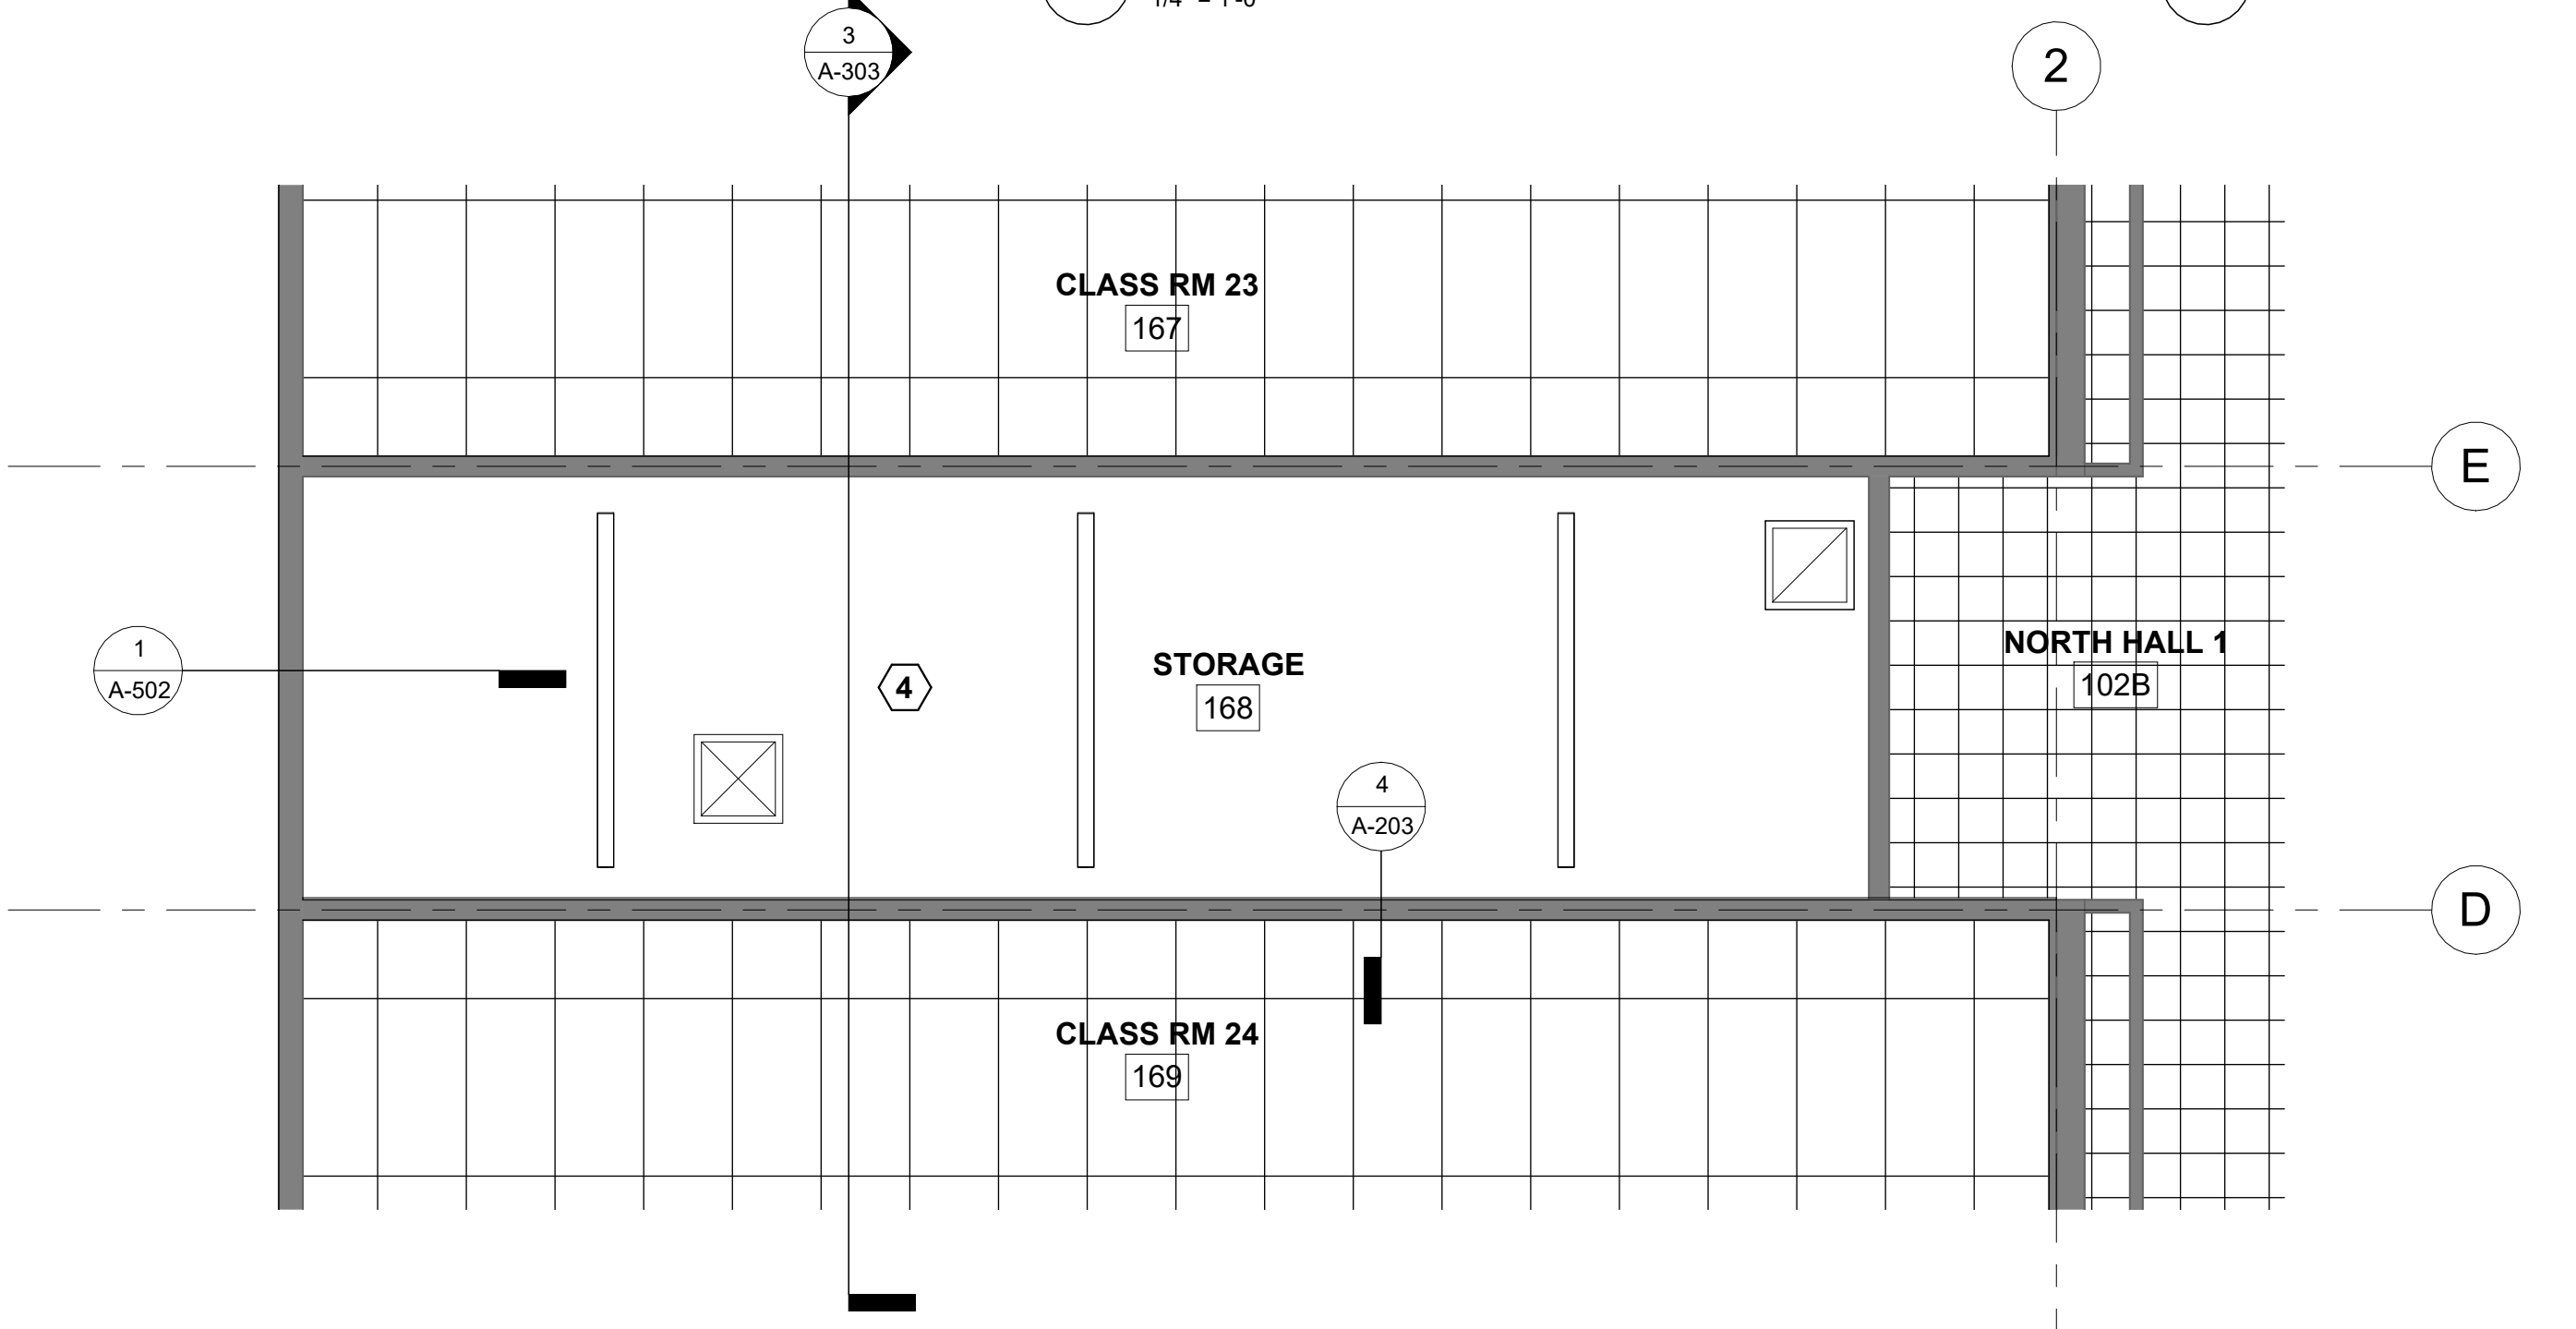 3
A-303
2
CLASS RM 23
167
E
1
A-502
4
STORAGE
168
NORTH HALL 1
102B
4
A-203
D
CLASS RM 24
169